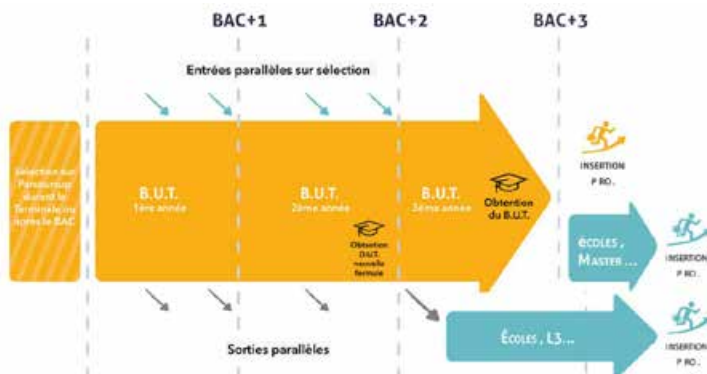 BAC+1
BAC+2
BAC+3
Entrées parallèles sur sélection
Sélection sur
Parcoursup
durant la
Terminale ou
après le BAC
B.U.T.
1ère année
B.U.T.
2ème année
B.U.T.
3ème année
Obtention
D.U.T.
nouvelle
formule
Obtention
du B.U.T.
INSERTION
PRO.
ÉCOLES,
MASTER...
INSERTION
PRO.
ÉCOLES, L3...
INSERTION
PRO.
Sorties parallèles